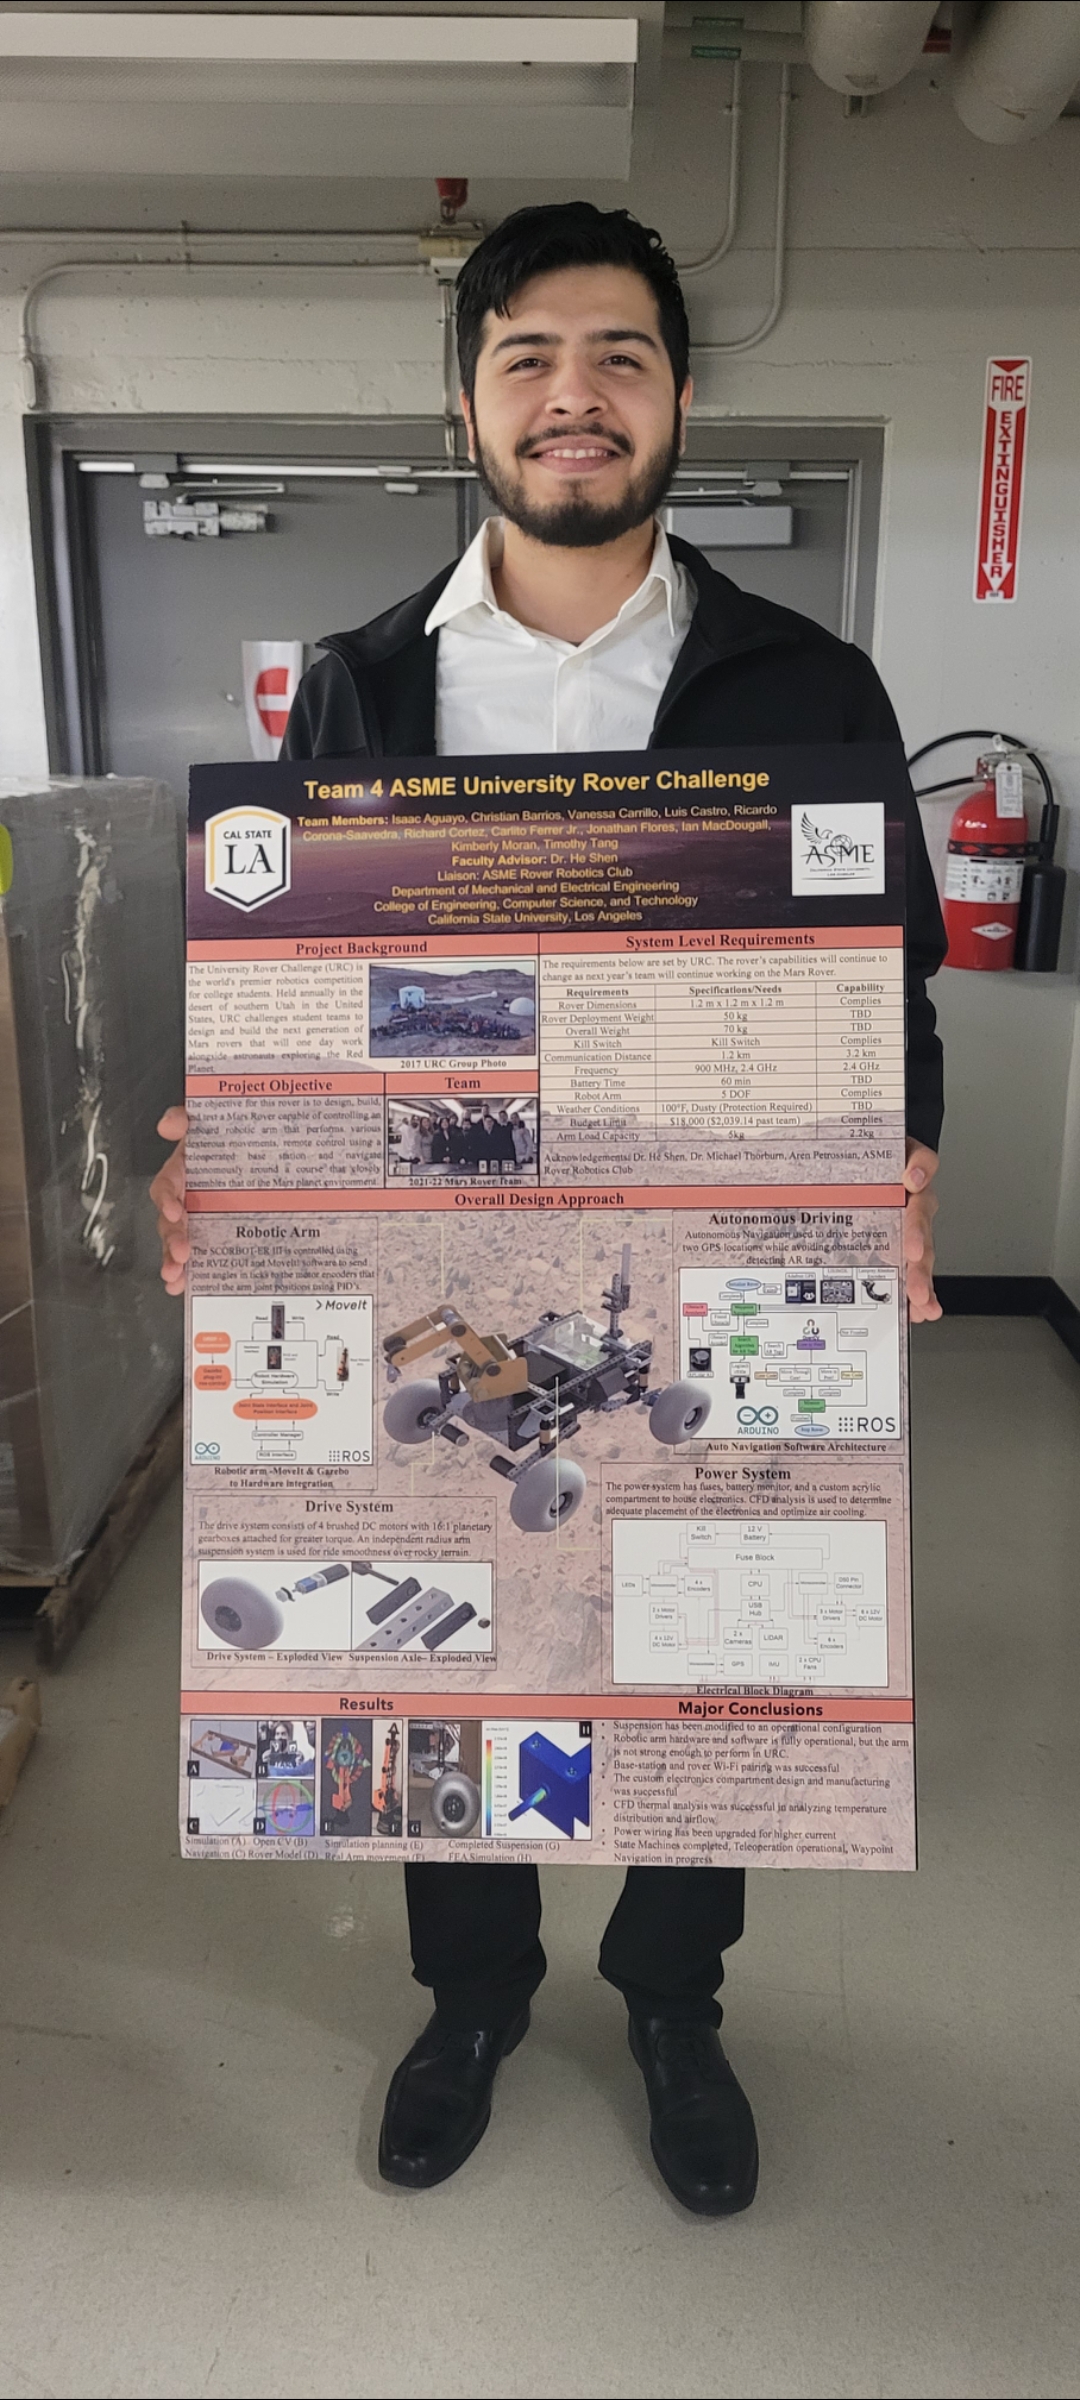 FIRE
EXTINGUISHER
Team 4 ASME University Rover Challenge
CAL STATE
LA
Team Members: Isaac Aguayo, Christian Barrios, Vanessa Carrillo, Luis Castro, Ricardo
Corona-Saavedra, Richard Cortez, Carlito Ferrer Jr., Jonathan Flores, Ian MacDougall,
Kimberly Moran, Timothy Tang
Faculty Advisor: Dr. He Shen
Liaison: ASME Rover Robotics Club
Department of Mechanical and Electrical Engineering
College of Engineering, Computer Science, and Technology
California State University, Los Angeles
ASME
Project Background
The University Rover Challenge (URC) is
the world's premier robotics competition
for college students. Held annually in the
desert of southern Utah in the United
States, URC challenges student teams to
design and build the next generation of
Mars rovers that will one day work
alongside astronauts exploring the Red
Planet.
2017 URC Group Photo
Project Objective
The objective for this rover is to design, build,
and test a Mars Rover capable of controlling an
onboard robotic arm that performs various
dexterous movements, remote control using a
teleoperated base station and navigate
autonomously around a course that closely
resembles that of the Mars planet environment.
Team
2021-22 Mars Rover Team
System Level Requirements
The requirements below are set by URC. The rover's capabilities will continue to
change as next year's team will continue working on the Mars Rover.
Requirements Specifications/Needs Capability
Rover Dimensions 1.2 m x 1.2 m x 1.2 m Complies
Rover Deployment Weight 50 kg TBD
Overall Weight 70 kg TBD
Kill Switch Kill Switch Complies
Communication Distance 1.2 km 3.2 km
Frequency 900 MHz, 2.4 GHz 2.4 GHz
Battery Time 60 min TBD
Robot Arm 5 DOF Complies
Weather Conditions 100°F, Dusty (Protection Required) TBD
Budget Limit $18,000 ($2,039.14 past team) Complies
Arm Load Capacity 5kg 2.2kg
Acknowledgements: Dr. He Shen, Dr. Michael Thorburn, Aren Petrossian, ASME
Rover Robotics Club
Overall Design Approach
Robotic Arm
The SCORBOT-ER III is controlled using
the RVIZ GUI and MoveIt! software to send
joint angles in ticks to the motor encoders that
control the arm joint positions using PID's.
MoveIt
Read
Write
Read
Robot Hardware
Simulation
Write
Joint State Interface and Joint
Position Interface
Controller Manager
ROS Interface
ARDUINO
ROS
Robotic arm -MoveIt & Gazebo
to Hardware integration
Autonomous Driving
Autonomous Navigation used to drive between
two GPS locations while avoiding obstacles and
detecting AR tags.
ARDUINO
ROS
Auto Navigation Software Architecture
Drive System
The drive system consists of 4 brushed DC motors with 16:1 planetary
gearboxes attached for greater torque. An independent radius arm
suspension system is used for ride smoothness over rocky terrain.
Drive System – Exploded View Suspension Axle– Exploded View
Power System
The power system has fuses, battery monitor, and a custom acrylic
compartment to house electronics. CFD analysis is used to determine
adequate placement of the electronics and optimize air cooling.
Kill
Switch
12 V
Battery
Fuse Block
LEDs
4 x
Encoders
CPU
USB
Hub
2 x
Cameras
LiDAR
GPS
IMU
2 x CPU
Fans
Electrical Block Diagram
Results
A
B
C
D
E
F
G
H
Simulation (A) Open CV (B)
Navigation (C) Rover Model (D)
Simulation planning (E)
Real Arm movement (F)
Completed Suspension (G)
FEA Simulation (H)
Major Conclusions
• Suspension has been modified to an operational configuration
• Robotic arm hardware and software is fully operational, but the arm
is not strong enough to perform in URC.
• Base-station and rover Wi-Fi pairing was successful
• The custom electronics compartment design and manufacturing
was successful
• CFD thermal analysis was successful in analyzing temperature
distribution and airflow
• Power wiring has been upgraded for higher current
• State Machines completed, Teleoperation operational, Waypoint
Navigation in progress